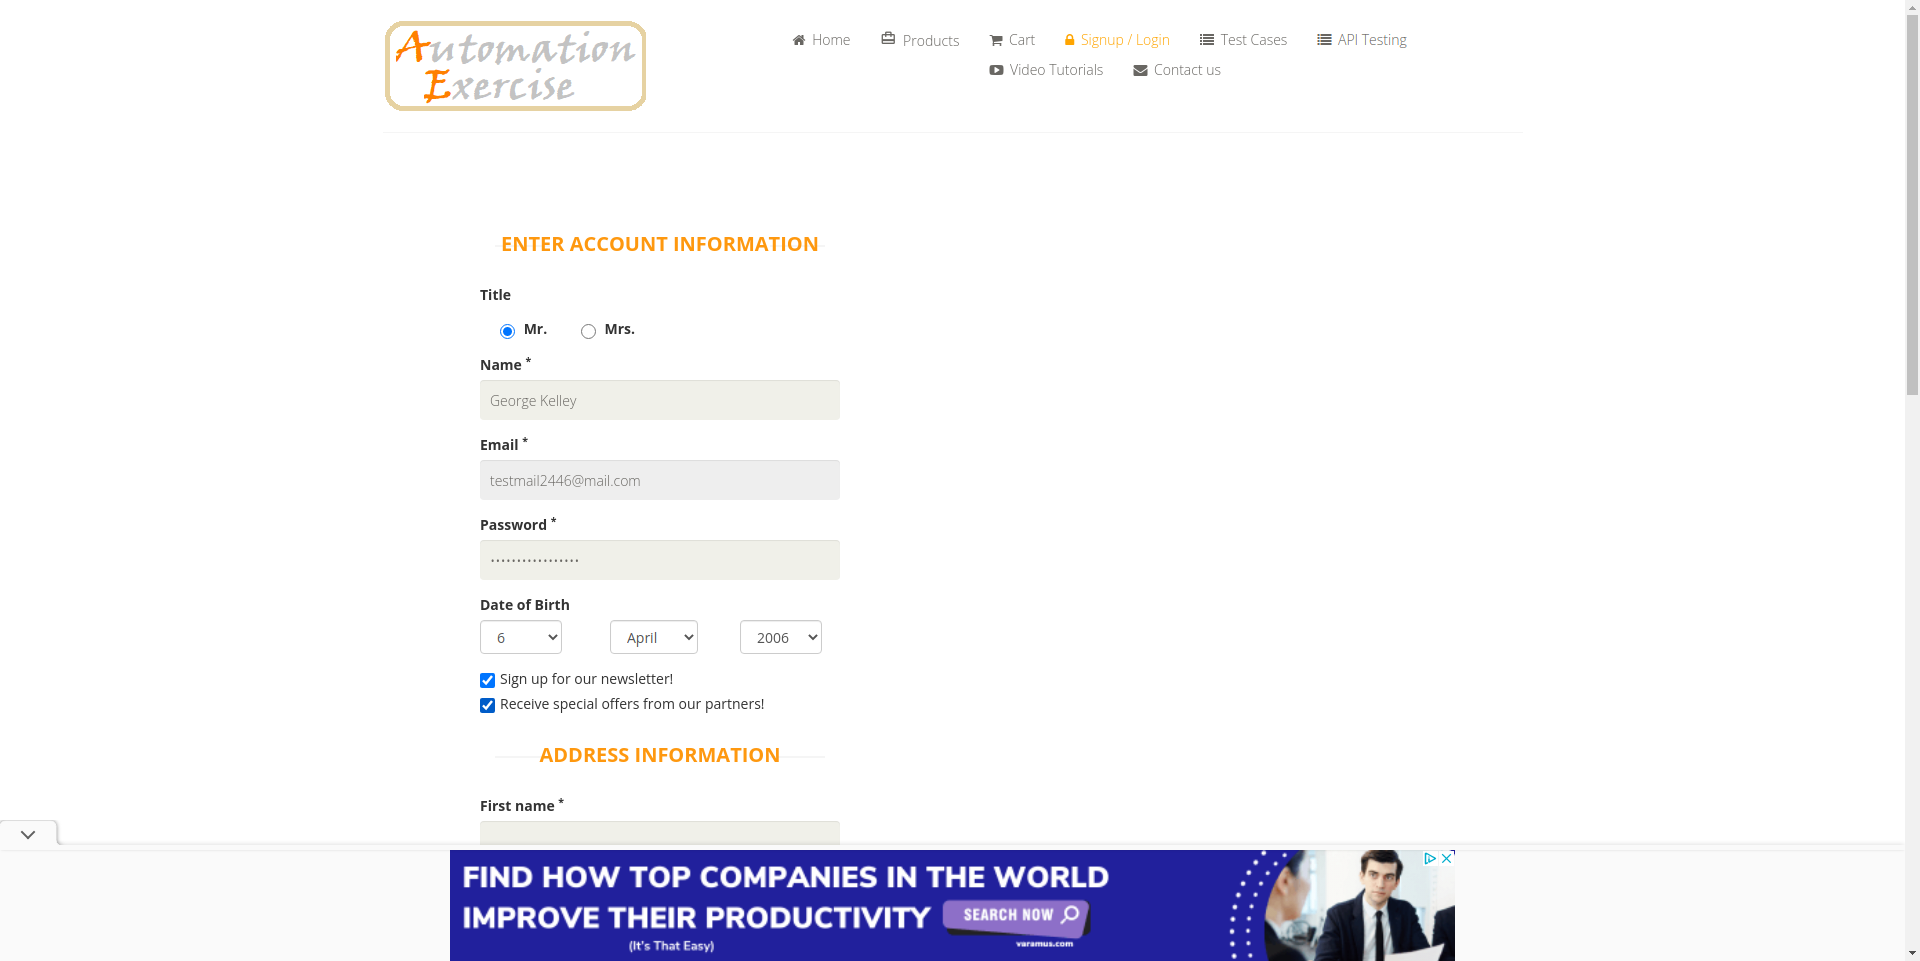 Automation
Exercise
Home
Products
Cart
Signup / Login
Test Cases
API Testing
Video Tutorials
Contact us
ENTER ACCOUNT INFORMATION
Title
Mr.
Mrs.
Name *
George Kelley
Email *
testmail2446@mail.com
Password *
•••••••••••••••••
Date of Birth
6
April
2006
Sign up for our newsletter!
Receive special offers from our partners!
ADDRESS INFORMATION
First name *
FIND HOW TOP COMPANIES IN THE WORLD
IMPROVE THEIR PRODUCTIVITY
SEARCH NOW
(It's That Easy)
varamus.com